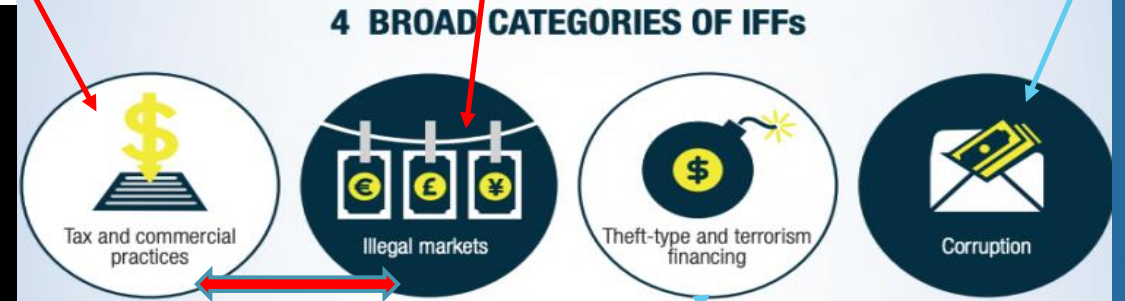 4 BROAD CATEGORIES OF IFFs
$
Tax and commercial
practices
€ £ ¥
Illegal markets
$
Theft-type and terrorism
financing
Corruption